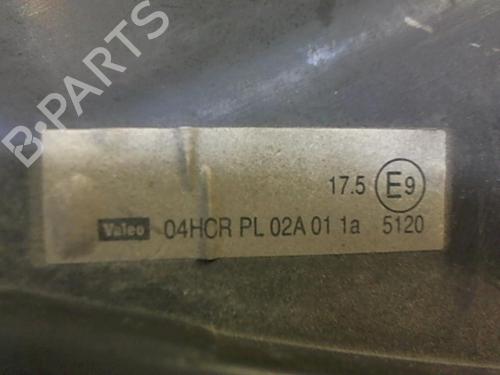 B-PARTS
17.5 E9
Valeo 04HCR PL 02A 01 1a 5120